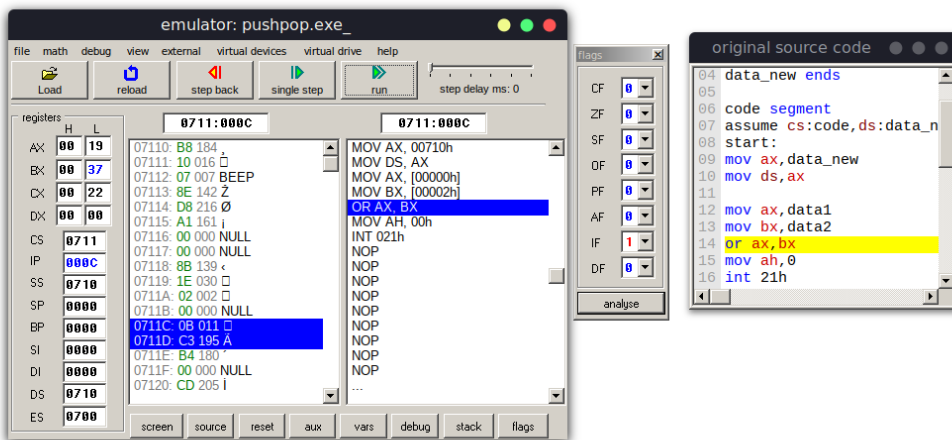 emulator: pushpop.exe_
file math debug view external virtual devices virtual drive help
Load reload step back single step run step delay ms: 0
registers
H L
AX 00 19
BX 00 37
CX 00 22
DX 00 00
CS 0711
IP 000C
SS 0710
SP 0000
BP 0000
SI 0000
DI 0000
DS 0710
ES 0700
0711:000C
07110: B8 184 ¸
07111: 10 016
07112: 07 007 BEEP
07113: 8E 142 Ž
07114: D8 216 Ø
07115: A1 161 ¡
07116: 00 000 NULL
07117: 00 000 NULL
07118: 8B 139 ‹
07119: 1E 030
0711A: 02 002
0711B: 00 000 NULL
0711C: 0B 011
0711D: C3 195 Ã
0711E: B4 180 ´
0711F: 00 000 NULL
07120: CD 205 Í
0711:000C
MOV AX, 00710h
MOV DS, AX
MOV AX, [00000h]
MOV BX, [00002h]
OR AX, BX
MOV AH, 00h
INT 021h
NOP
NOP
NOP
NOP
NOP
NOP
NOP
NOP
NOP
...
screen source reset aux vars debug stack flags
flags
CF 0
ZF 0
SF 0
OF 0
PF 0
AF 0
IF 1
DF 0
analyse
original source code
04 data_new ends
05
06 code segment
07 assume cs:code,ds:data_n
08 start:
09 mov ax,data_new
10 mov ds,ax
11
12 mov ax,data1
13 mov bx,data2
14 or ax,bx
15 mov ah,0
16 int 21h